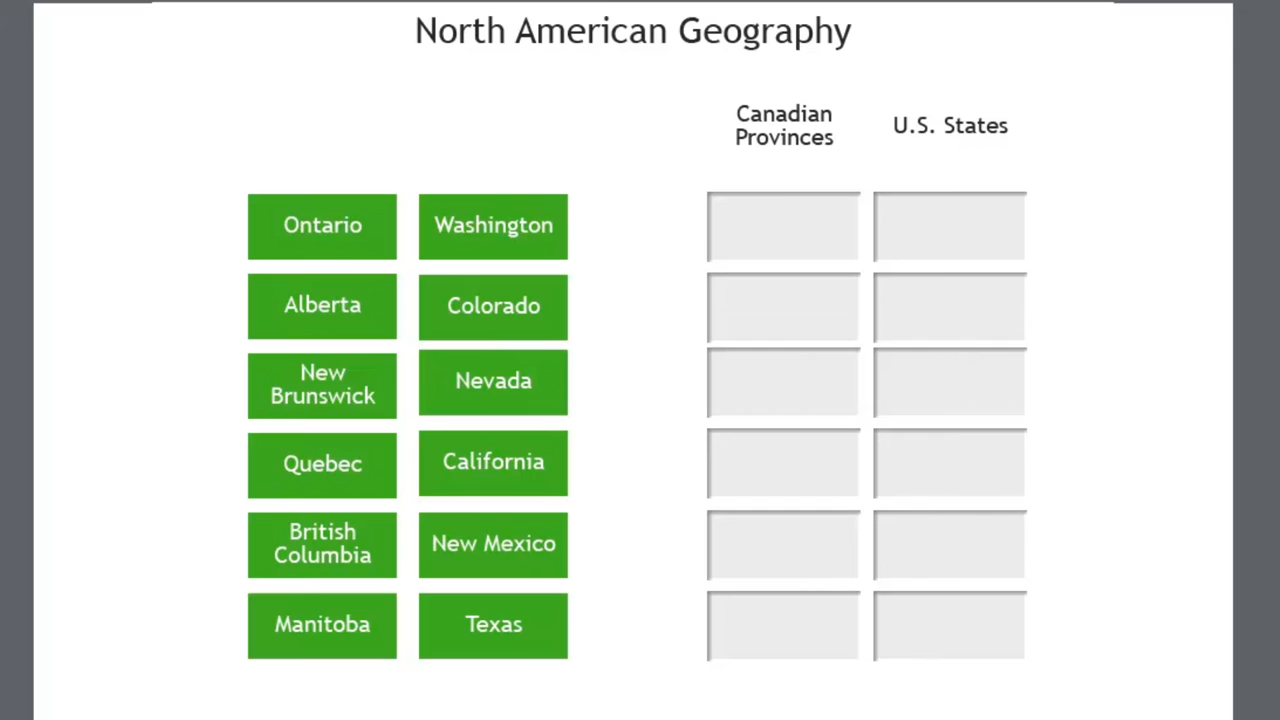 North American Geography
Canadian
Provinces
U.S. States
Ontario
Washington
Alberta
Colorado
New
Brunswick
Nevada
Quebec
California
British
Columbia
New Mexico
Manitoba
Texas